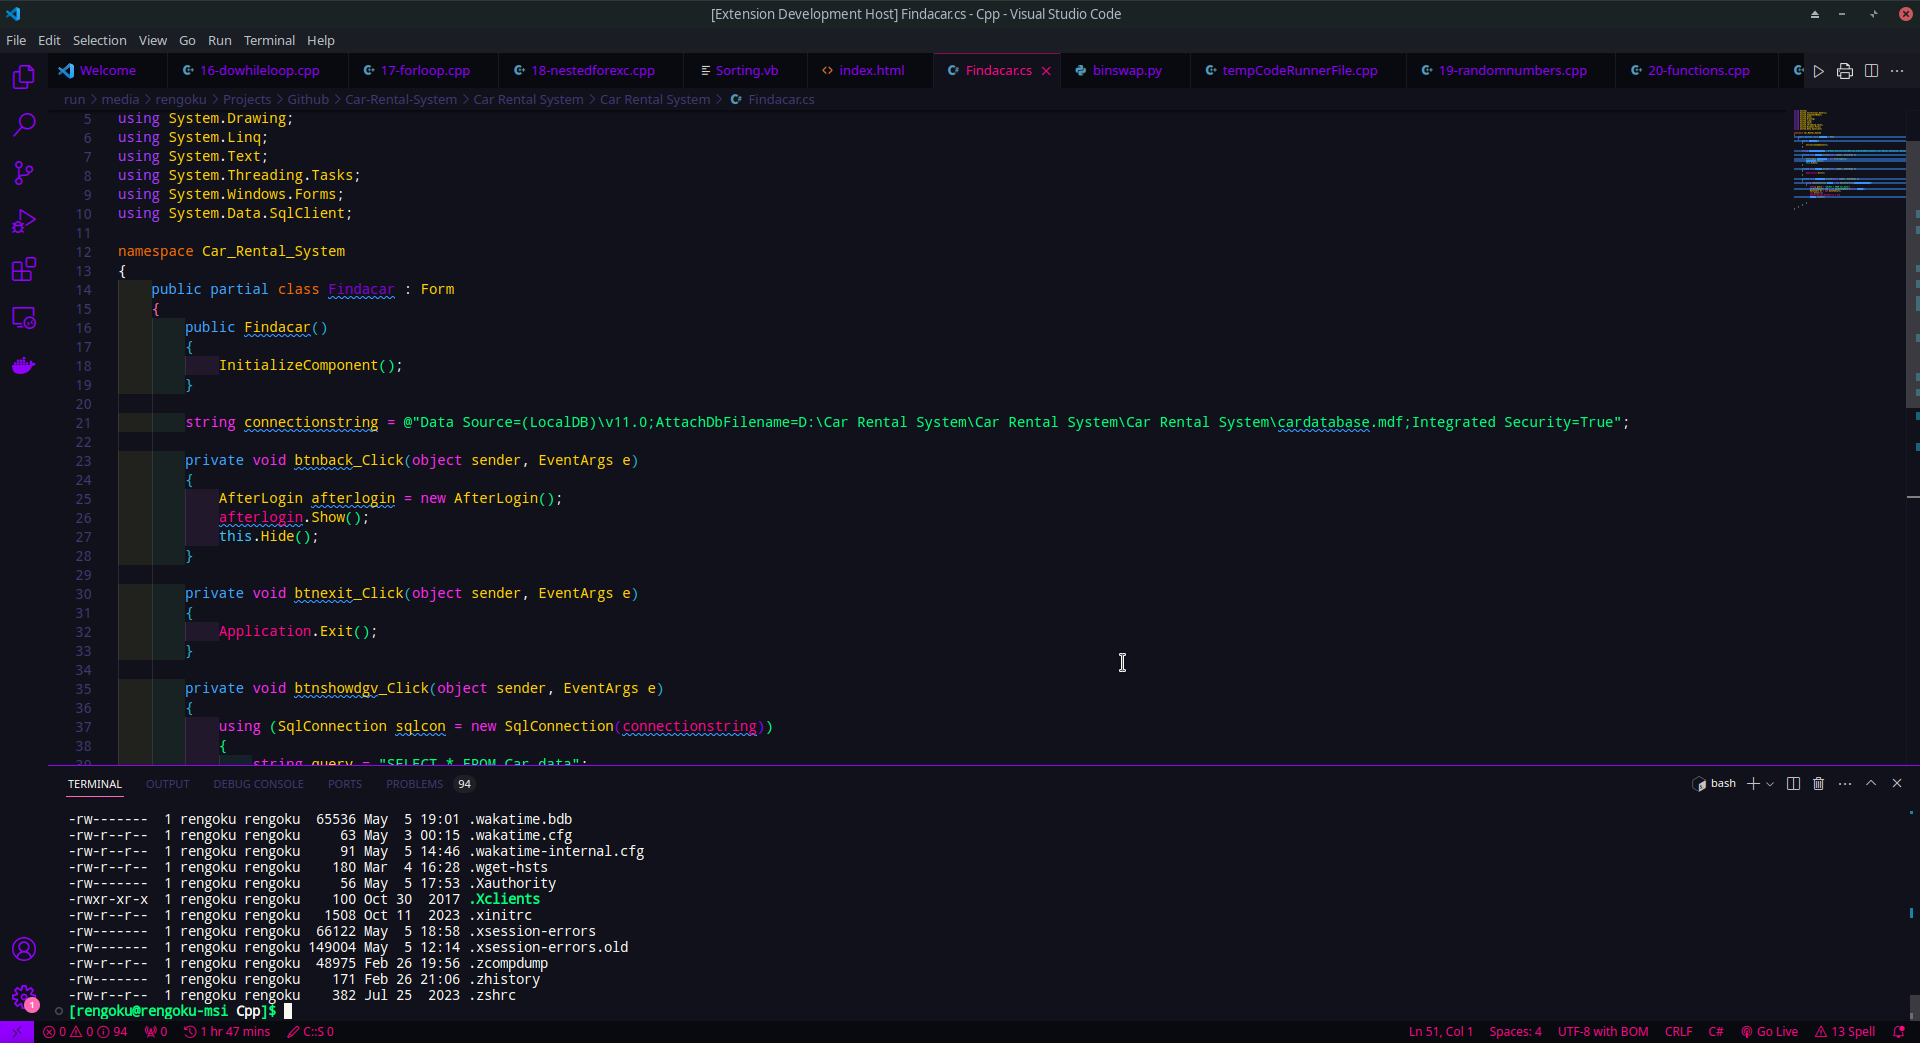 [Extension Development Host] Findacar.cs - Cpp - Visual Studio Code
File Edit Selection View Go Run Terminal Help
Welcome 16-dowhileloop.cpp 17-forloop.cpp 18-nestedforexc.cpp Sorting.vb index.html Findacar.cs binswap.py tempCodeRunnerFile.cpp 19-randomnumbers.cpp 20-functions.cpp
run > media > rengoku > Projects > Github > Car-Rental-System > Car Rental System > Car Rental System > Findacar.cs
5 using System.Drawing;
6 using System.Linq;
7 using System.Text;
8 using System.Threading.Tasks;
9 using System.Windows.Forms;
10 using System.Data.SqlClient;
11
12 namespace Car_Rental_System
13 {
14 public partial class Findacar : Form
15 {
16 public Findacar()
17 {
18 InitializeComponent();
19 }
20
21 string connectionstring = @"Data Source=(LocalDB)\v11.0;AttachDbFilename=D:\Car Rental System\Car Rental System\Car Rental System\cardatabase.mdf;Integrated Security=True";
22
23 private void btnback_Click(object sender, EventArgs e)
24 {
25 AfterLogin afterlogin = new AfterLogin();
26 afterlogin.Show();
27 this.Hide();
28 }
29
30 private void btnexit_Click(object sender, EventArgs e)
31 {
32 Application.Exit();
33 }
34
35 private void btnshowdgv_Click(object sender, EventArgs e)
36 {
37 using (SqlConnection sqlcon = new SqlConnection(connectionstring))
38 {
39 string query = "SELECT * FROM Car_data";
TERMINAL OUTPUT DEBUG CONSOLE PORTS PROBLEMS 94 bash
-rw------- 1 rengoku rengoku 65536 May 5 19:01 .wakatime.bdb
-rw-r--r-- 1 rengoku rengoku 63 May 3 00:15 .wakatime.cfg
-rw-r--r-- 1 rengoku rengoku 91 May 5 14:46 .wakatime-internal.cfg
-rw-r--r-- 1 rengoku rengoku 180 Mar 4 16:28 .wget-hsts
-rw------- 1 rengoku rengoku 56 May 5 17:53 .Xauthority
-rwxr-xr-x 1 rengoku rengoku 100 Oct 30 2017 .Xclients
-rw-r--r-- 1 rengoku rengoku 1508 Oct 11 2023 .xinitrc
-rw------- 1 rengoku rengoku 66122 May 5 18:58 .xsession-errors
-rw------- 1 rengoku rengoku 149004 May 5 12:14 .xsession-errors.old
-rw-r--r-- 1 rengoku rengoku 48975 Feb 26 19:56 .zcompdump
-rw------- 1 rengoku rengoku 171 Feb 26 21:06 .zhistory
-rw-r--r-- 1 rengoku rengoku 382 Jul 25 2023 .zshrc
[rengoku@rengoku-msi Cpp]$
1
0 0 94 0 1 hr 47 mins C::S 0 Ln 51, Col 1 Spaces: 4 UTF-8 with BOM CRLF C# Go Live 13 Spell